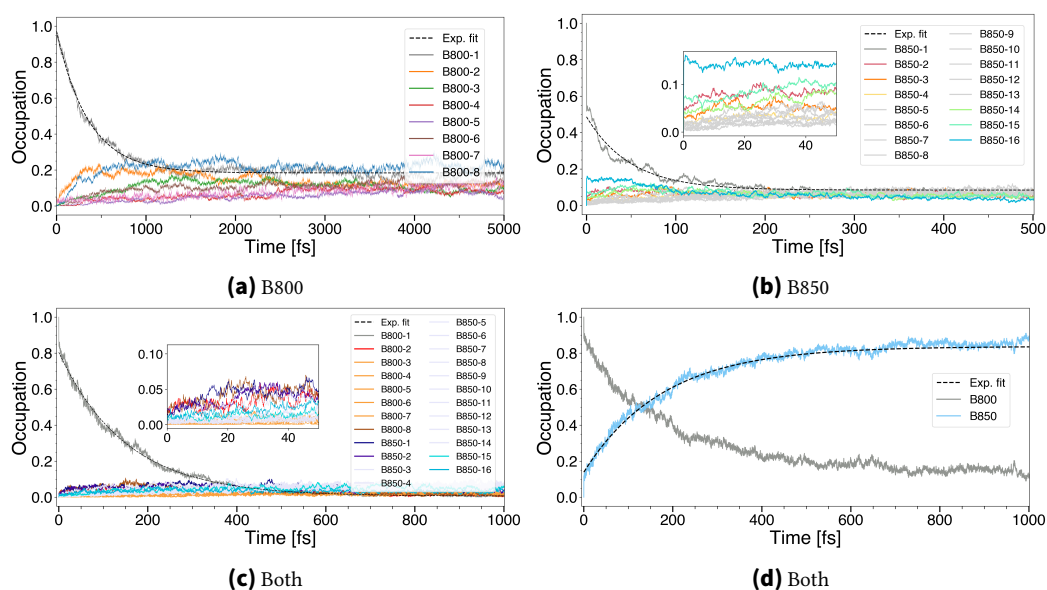 1.0
0.8
0.6
0.4
0.2
0.0
Occupation
Exp. fit
B800-1
B800-2
B800-3
B800-4
B800-5
B800-6
B800-7
B800-8
0 1000 2000 3000 4000 5000
Time [fs]
(a) B800
1.0
0.8
0.6
0.4
0.2
0.0
Occupation
0.1
0.0
0 20 40
Exp. fit
B850-1
B850-2
B850-3
B850-4
B850-5
B850-6
B850-7
B850-8
B850-9
B850-10
B850-11
B850-12
B850-13
B850-14
B850-15
B850-16
0 100 200 300 400 500
Time [fs]
(b) B850
1.0
0.8
0.6
0.4
0.2
0.0
Occupation
0.10
0.05
0.00
0 20 40
Exp. fit
B800-1
B800-2
B800-3
B800-4
B800-5
B800-6
B800-7
B800-8
B850-1
B850-2
B850-3
B850-4
B850-5
B850-6
B850-7
B850-8
B850-9
B850-10
B850-11
B850-12
B850-13
B850-14
B850-15
B850-16
0 200 400 600 800 1000
Time [fs]
(c) Both
1.0
0.8
0.6
0.4
0.2
0.0
Occupation
Exp. fit
B800
B850
0 200 400 600 800 1000
Time [fs]
(d) Both